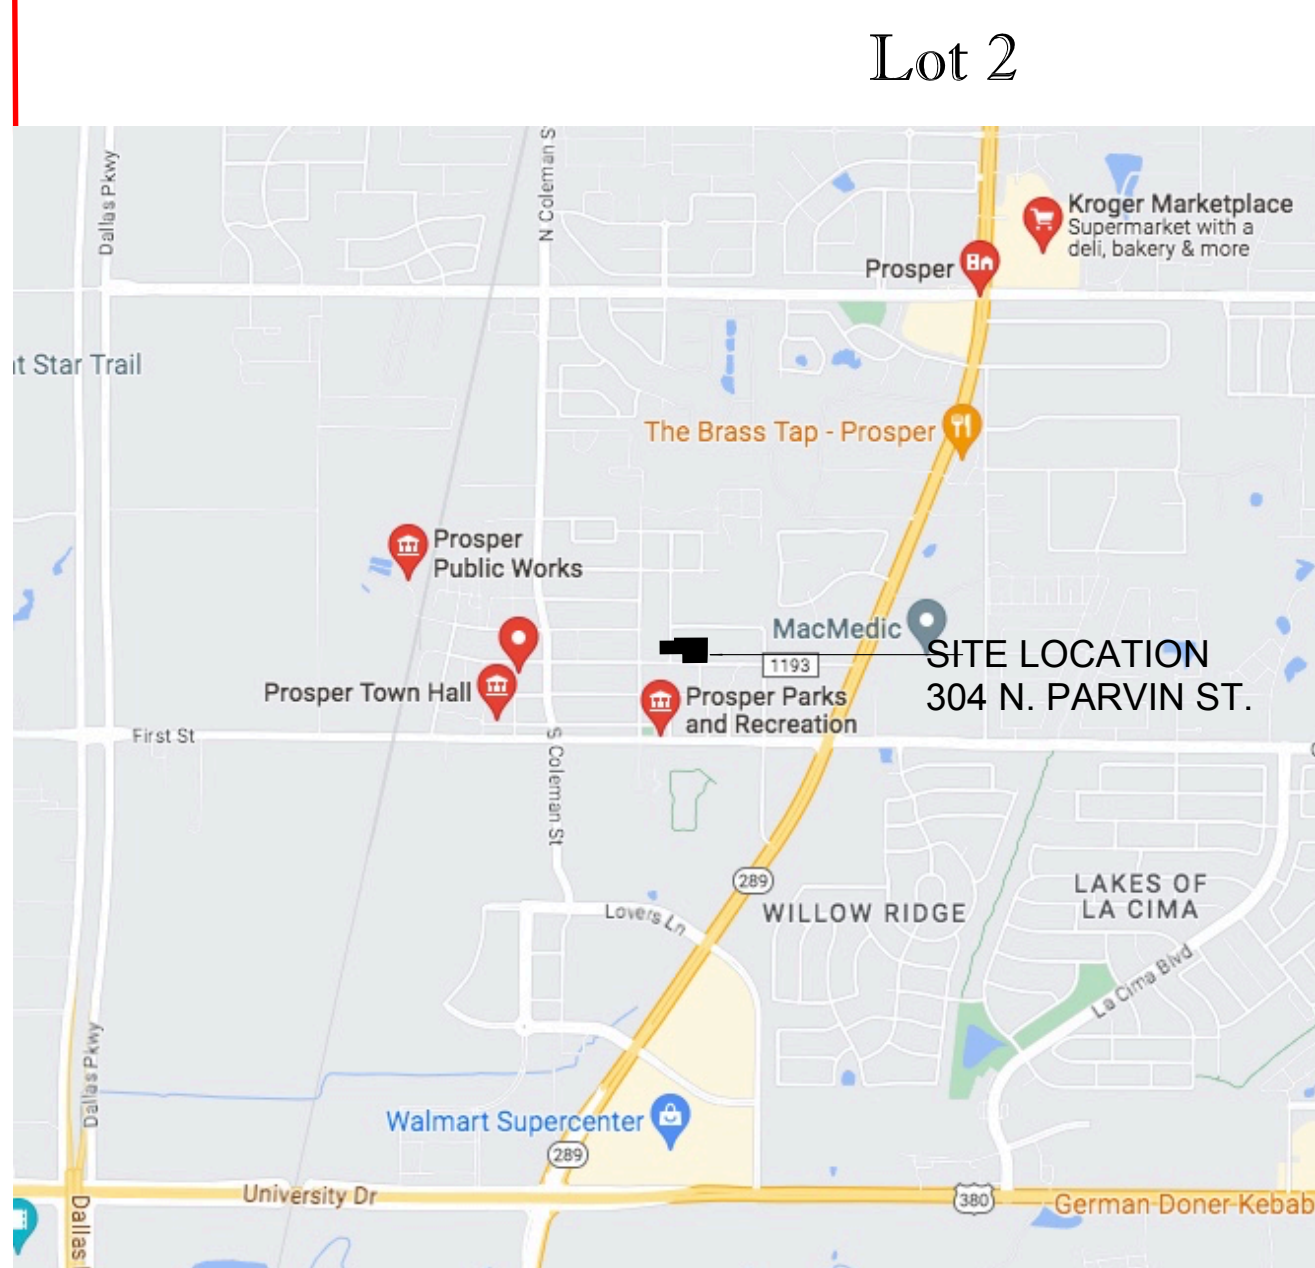 Lot 2
Dallas Pkwy
N Coleman S
Kroger Marketplace
Supermarket with a
deli, bakery & more
Prosper
t Star Trail
The Brass Tap - Prosper
Prosper
Public Works
MacMedic
1193
SITE LOCATION
304 N. PARVIN ST.
Prosper Town Hall
Prosper Parks
and Recreation
First St
S Coleman St
289
LAKES OF
LA CIMA
WILLOW RIDGE
Lovers Ln
La Cima Blvd
Dallas Pkwy
Walmart Supercenter
289
University Dr
380
German Doner Kebab
Dallas